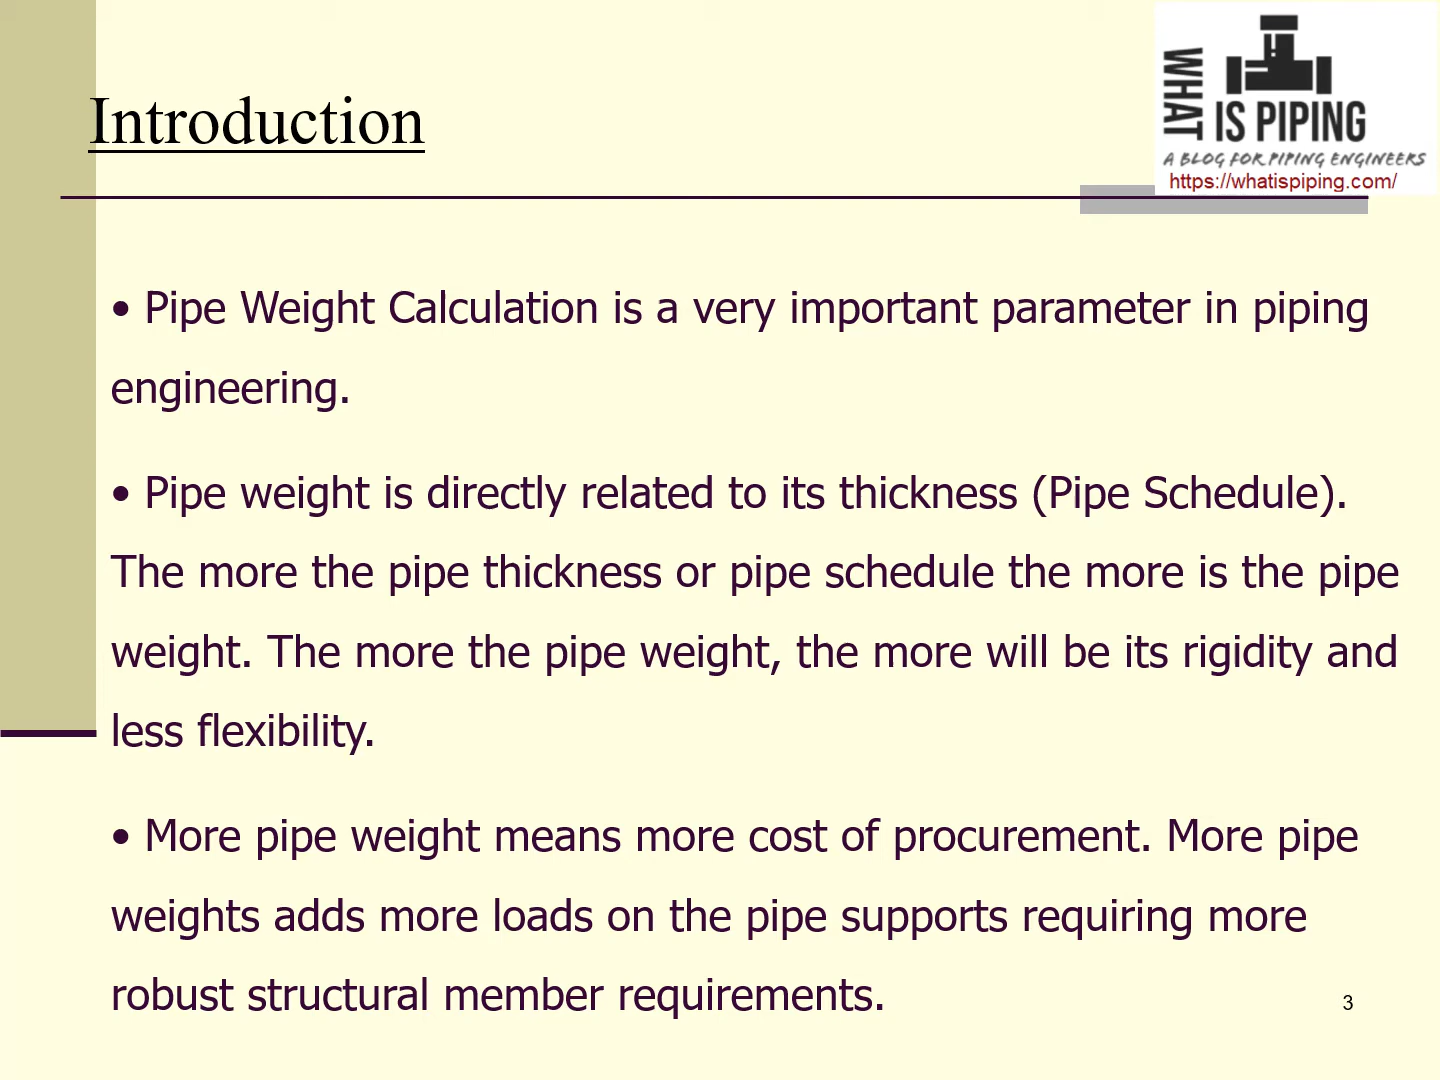 Introduction
WHAT
IS PIPING
A BLOG FOR PIPING ENGINEERS
https://whatispiping.com/
• Pipe Weight Calculation is a very important parameter in piping
engineering.
• Pipe weight is directly related to its thickness (Pipe Schedule).
The more the pipe thickness or pipe schedule the more is the pipe
weight. The more the pipe weight, the more will be its rigidity and
less flexibility.
• More pipe weight means more cost of procurement. More pipe
weights adds more loads on the pipe supports requiring more
robust structural member requirements.
3